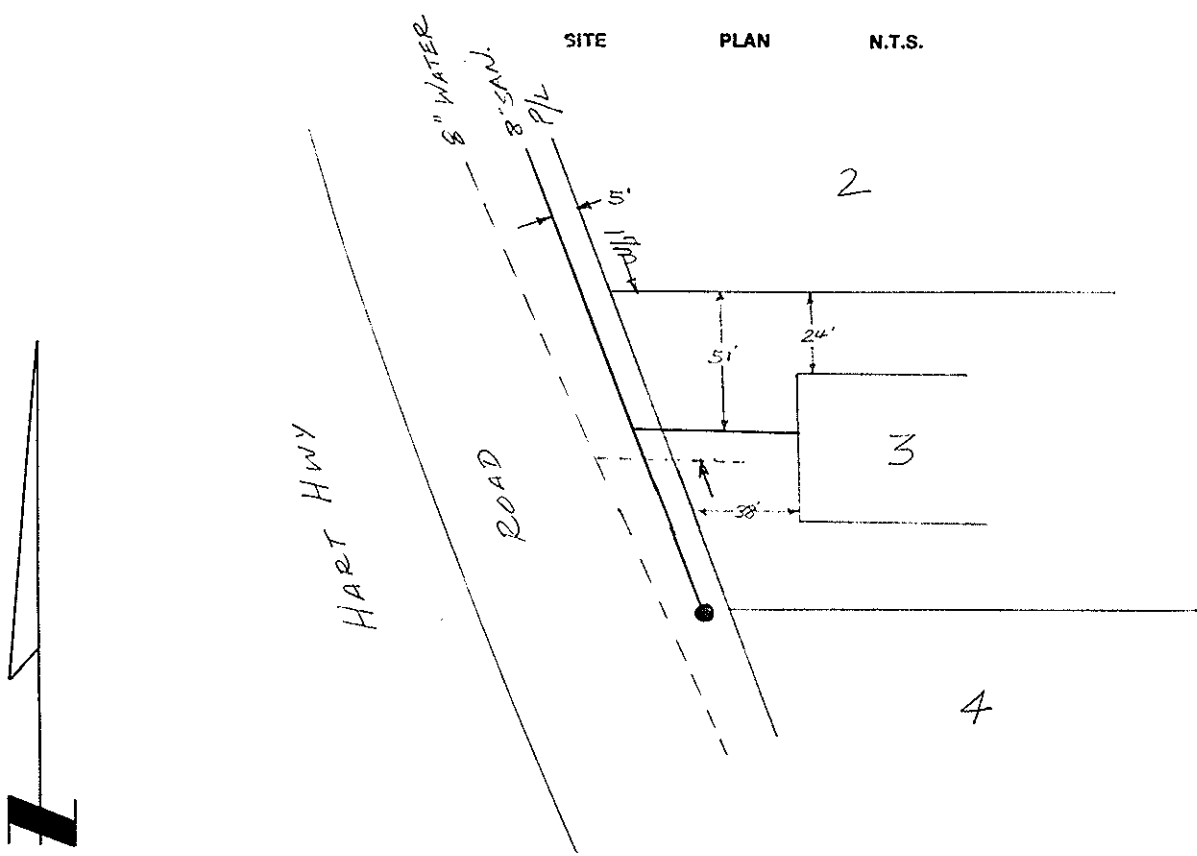 SITE PLAN N.T.S.
8" WATER
8" SAN.
P/L
5'
2
51'
24'
3
38'
HART HWY
ROAD
4
N